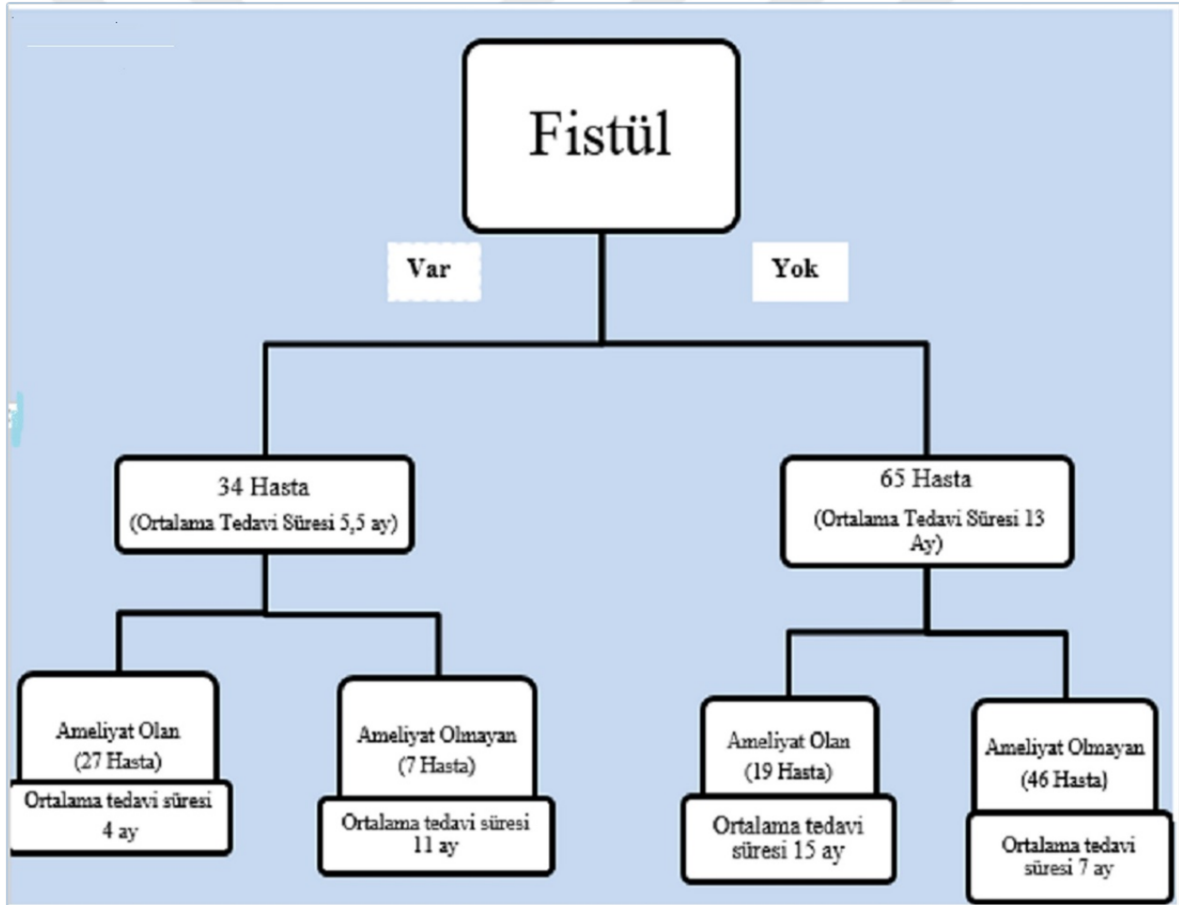 Fistül
Var
Yok
34 Hasta
(Ortalama Tedavi Süresi 5,5 ay)
65 Hasta
(Ortalama Tedavi Süresi 13
Ay)
Ameliyat Olan
(27 Hasta)
Ortalama tedavi süresi
4 ay
Ameliyat Olmayan
(7 Hasta)
Ortalama tedavi süresi
11 ay
Ameliyat Olan
(19 Hasta)
Ortalama tedavi
süresi 15 ay
Ameliyat Olmayan
(46 Hasta)
Ortalama tedavi
süresi 7 ay